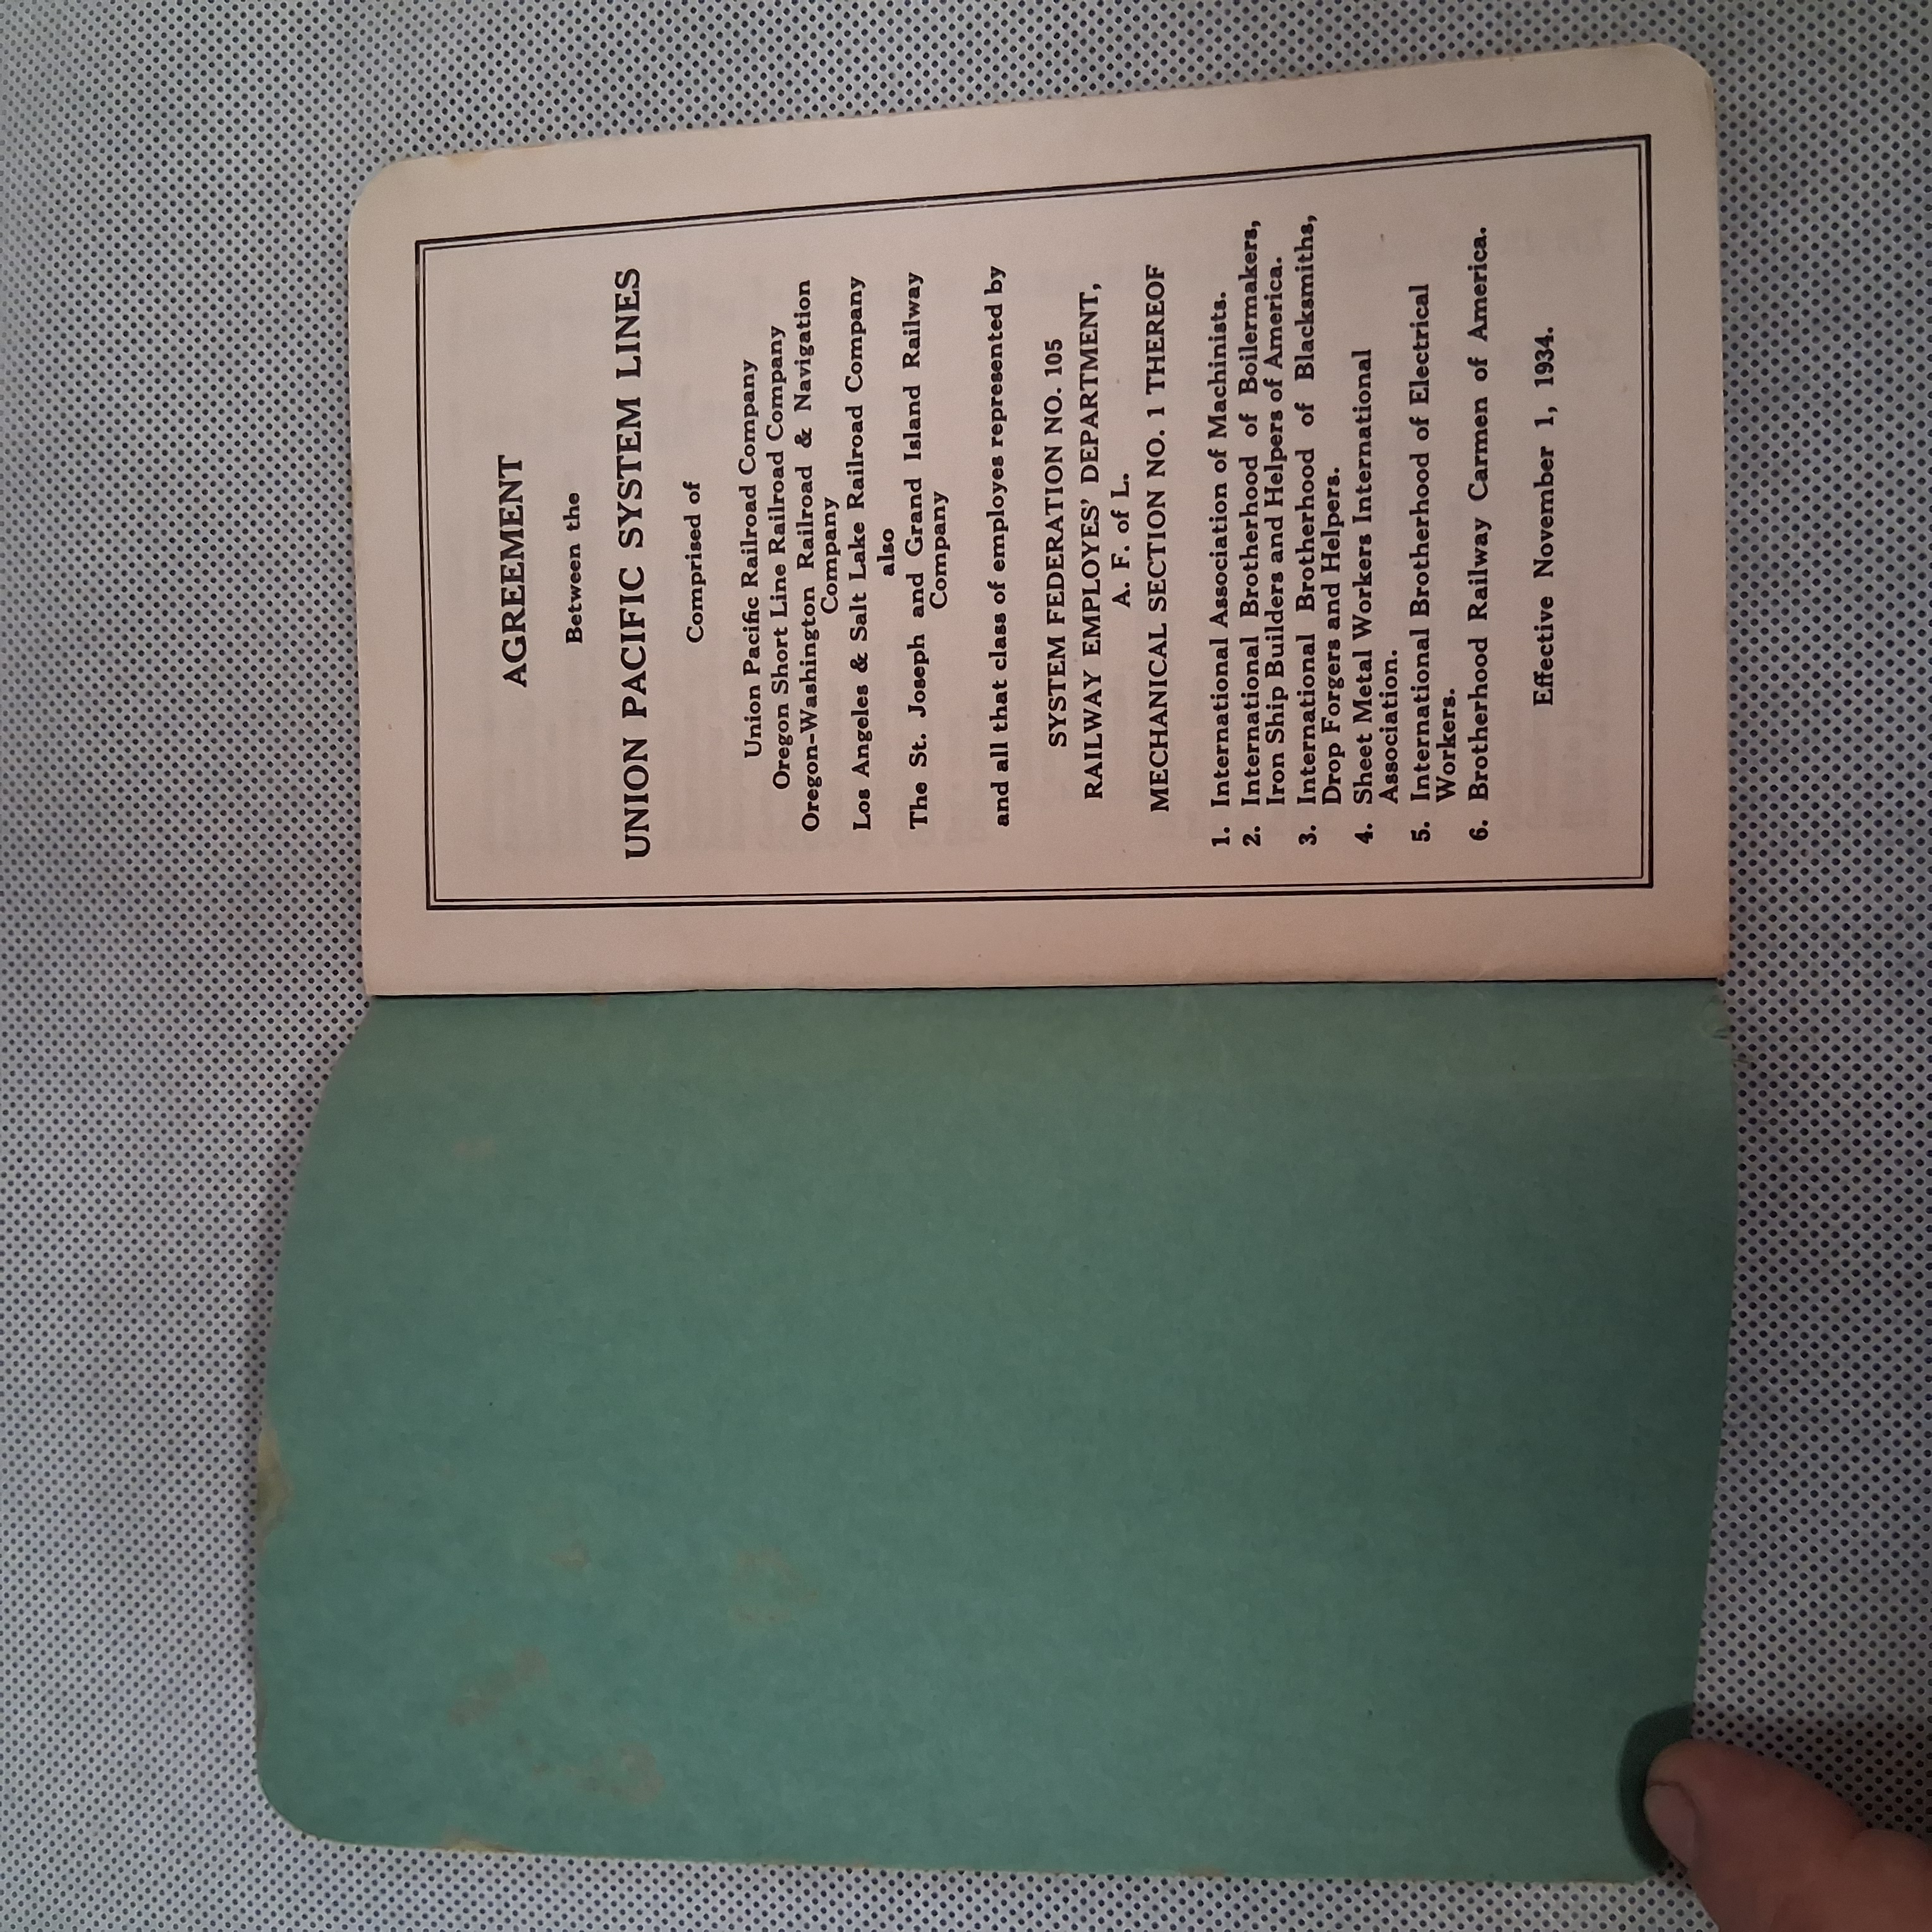 AGREEMENT
Between the
UNION PACIFIC SYSTEM LINES
Comprised of
Union Pacific Railroad Company
Oregon Short Line Railroad Company
Oregon-Washington Railroad & Navigation
Company
Los Angeles & Salt Lake Railroad Company
also
The St. Joseph and Grand Island Railway
Company
and all that class of employes represented by
SYSTEM FEDERATION NO. 105
RAILWAY EMPLOYES' DEPARTMENT,
A. F. of L.
MECHANICAL SECTION NO. 1 THEREOF
1. International Association of Machinists.
2. International Brotherhood of Boilermakers,
Iron Ship Builders and Helpers of America.
3. International Brotherhood of Blacksmiths,
Drop Forgers and Helpers.
4. Sheet Metal Workers International
Association.
5. International Brotherhood of Electrical
Workers.
6. Brotherhood Railway Carmen of America.
Effective November 1, 1934.